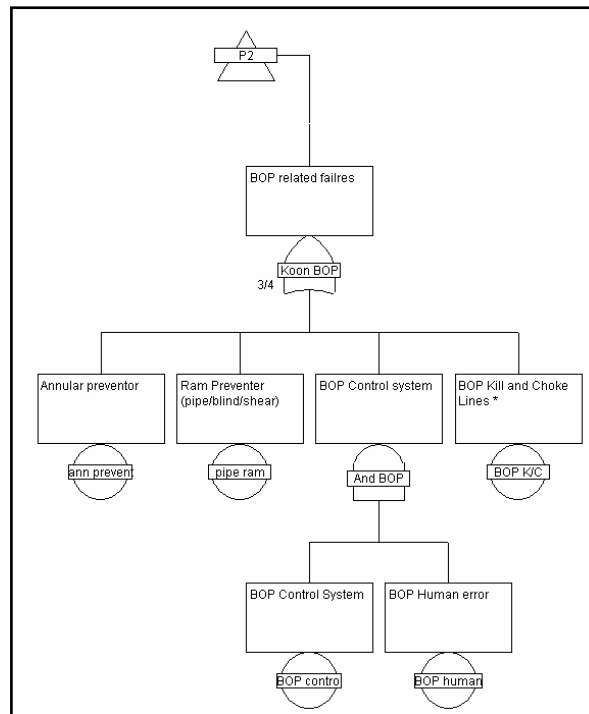 P2
BOP related failres
Koon BOP
3/4
Annular preventor
Ram Preventer
(pipe/blind/shear)
BOP Control system
BOP Kill and Choke
Lines *
ann prevent
pipe ram
And BOP
BOP K/C
BOP Control System
BOP Human error
BOP contro
BOP human